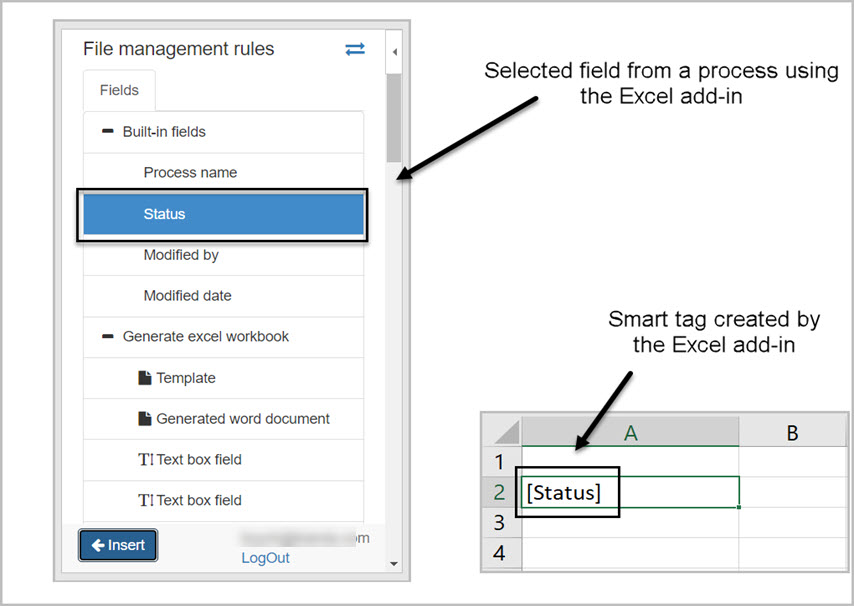 File management rules
Selected field from a process using
the Excel add-in
Fields
Built-in fields
Process name
Status
Modified by
Modified date
Generate excel workbook
Template
Generated word document
Text box field
Text box field
Insert
LogOut
Smart tag created by
the Excel add-in
A B
1
2 [Status]
3
4